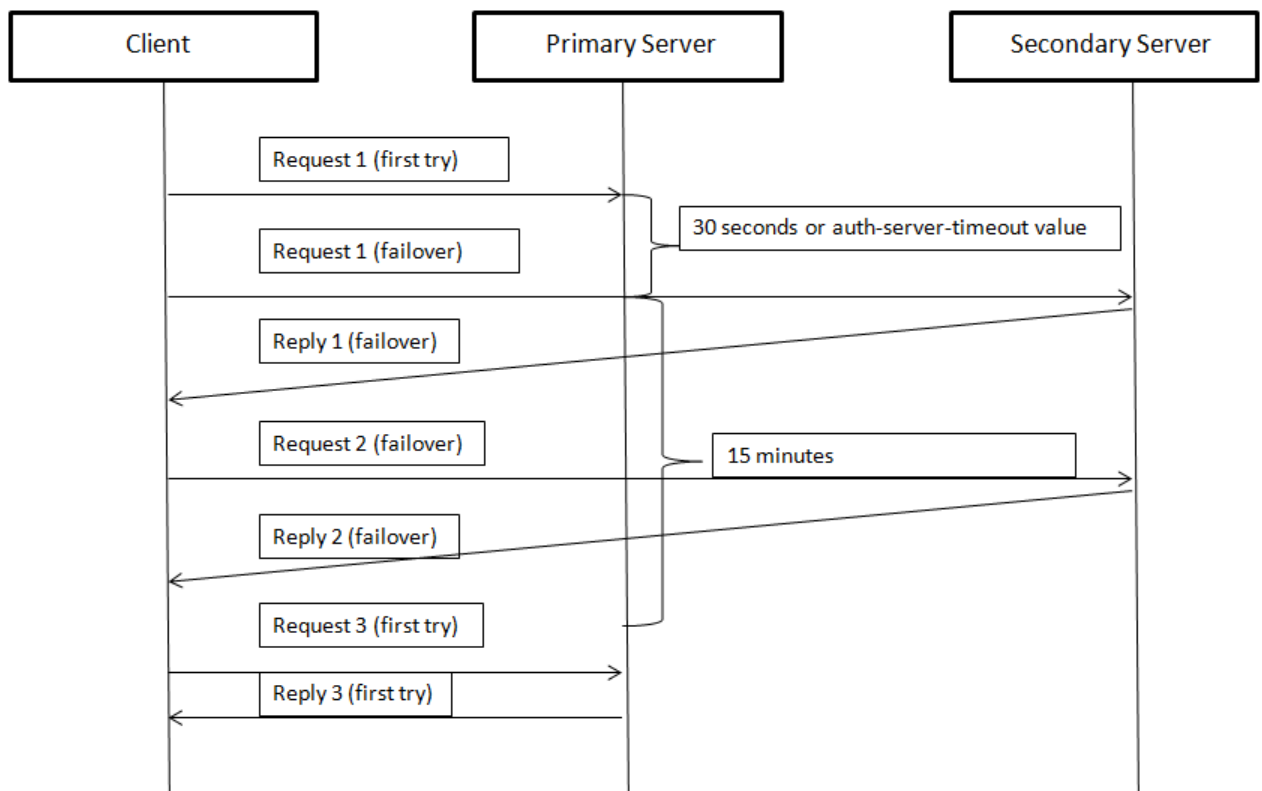 Client
Primary Server
Secondary Server
Request 1 (first try)
30 seconds or auth-server-timeout value
Request 1 (failover)
Reply 1 (failover)
Request 2 (failover)
15 minutes
Reply 2 (failover)
Request 3 (first try)
Reply 3 (first try)